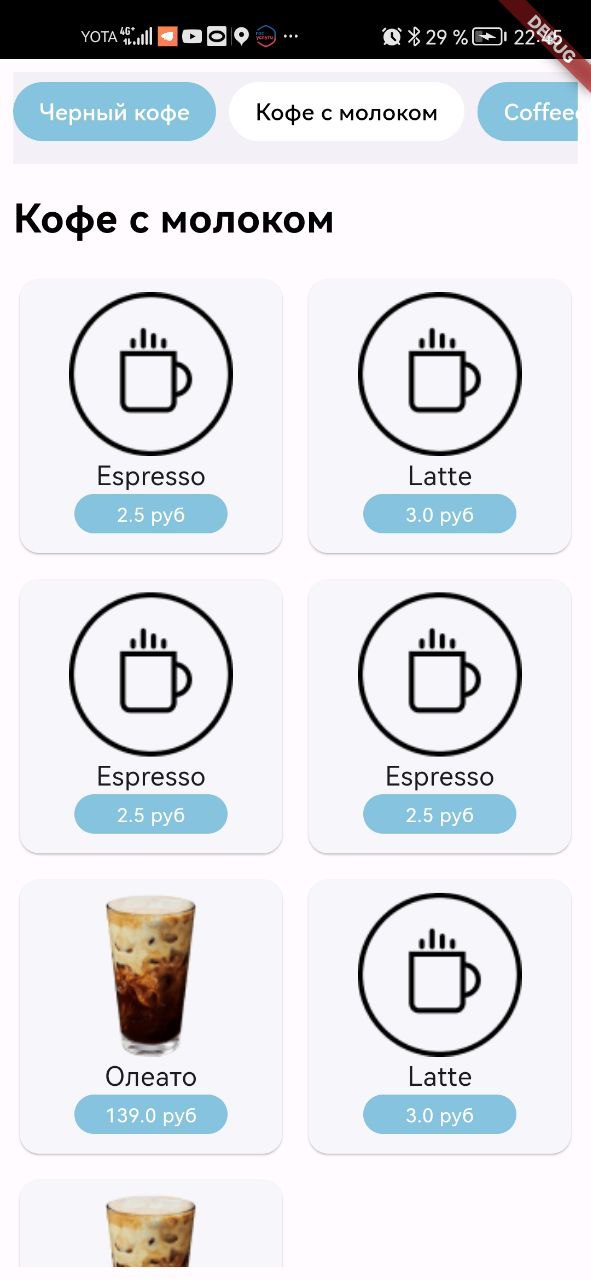 YOTA 4G+ 29 % 22:45
DEBUG
Черный кофе Кофе с молоком Coffee
Кофе с молоком
Espresso Latte
2.5 руб 3.0 руб
Espresso Espresso
2.5 руб 2.5 руб
Олеато Latte
139.0 руб 3.0 руб